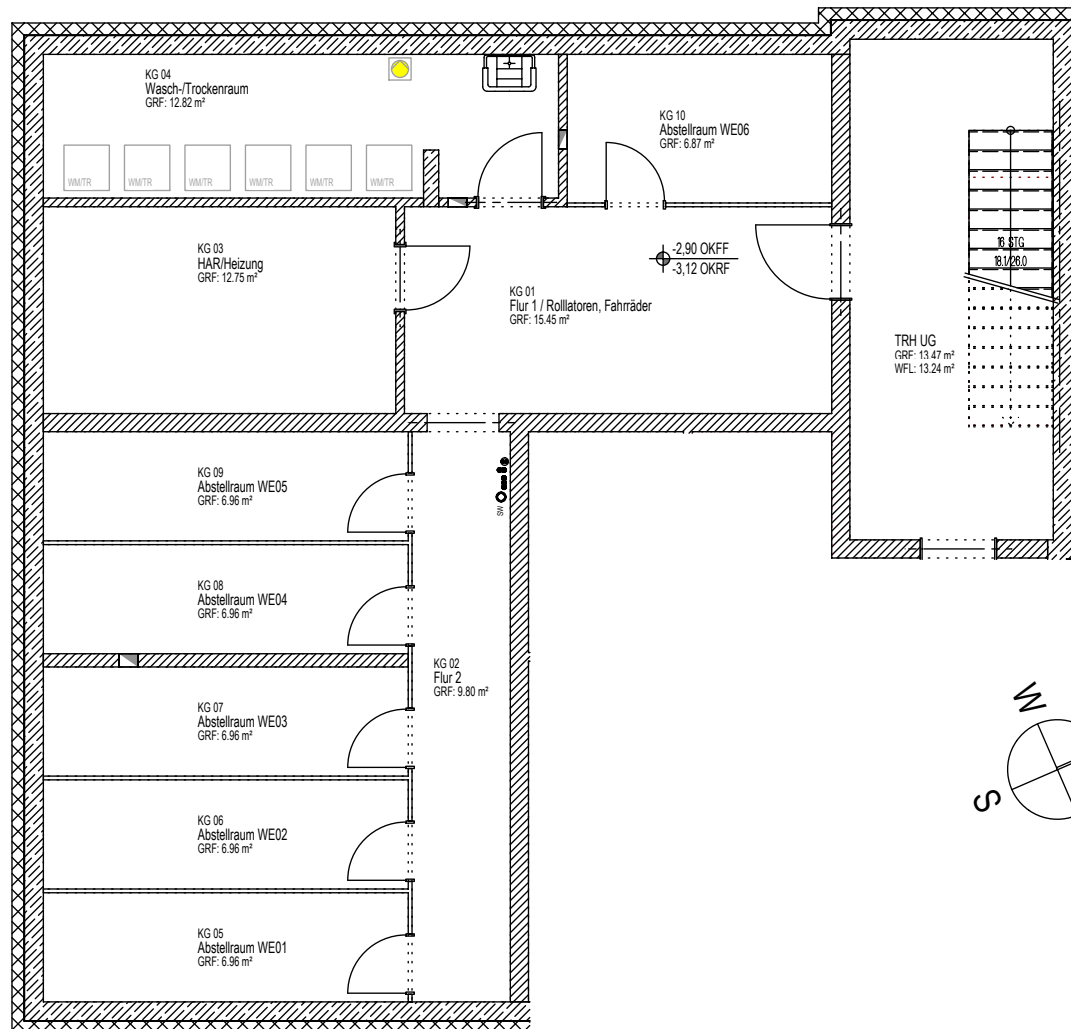 KG 04
Wasch-/Trockenraum
GRF: 12.82 m²
KG 10
Abstellraum WE06
GRF: 6.87 m²
WM/TR
WM/TR
WM/TR
WM/TR
WM/TR
WM/TR
KG 03
HAR/Heizung
GRF: 12.75 m²
-2,90 OKFF
-3,12 OKRF
KG 01
Flur 1 / Rolllatoren, Fahrräder
GRF: 15.45 m²
16 STG
18.1/26.0
TRH UG
GRF: 13.47 m²
WFL: 13.24 m²
KG 09
Abstellraum WE05
GRF: 6.96 m²
SW
KG 08
Abstellraum WE04
GRF: 6.96 m²
KG 02
Flur 2
GRF: 9.80 m²
KG 07
Abstellraum WE03
GRF: 6.96 m²
KG 06
Abstellraum WE02
GRF: 6.96 m²
KG 05
Abstellraum WE01
GRF: 6.96 m²
W
S